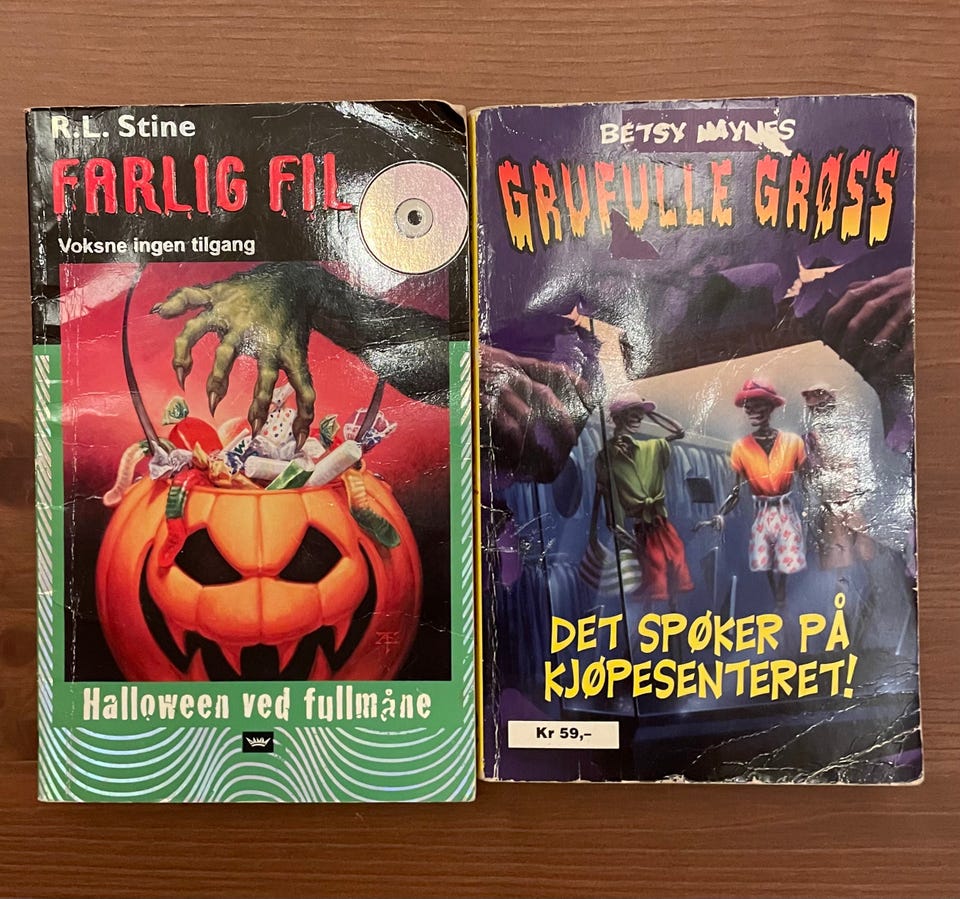 R.L. Stine
FARLIG FIL
Voksne ingen tilgang
Halloween ved fullmåne
BETSY HAYNES
GRUFULLE GRØSS
DET SPØKER PÅ
KJØPESENTERET!
Kr 59,–